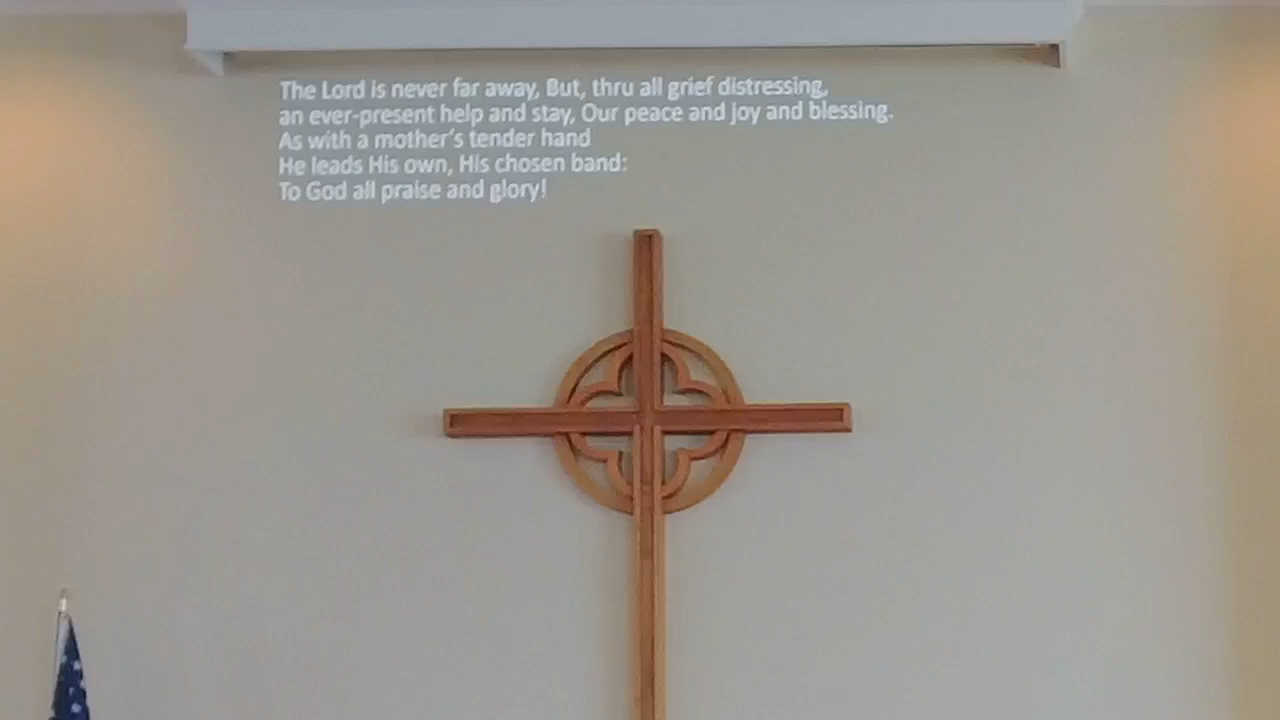 The Lord is never far away, But, thru all grief distressing,
an ever-present help and stay, Our peace and joy and blessing.
As with a mother's tender hand
He leads His own, His chosen band:
To God all praise and glory!